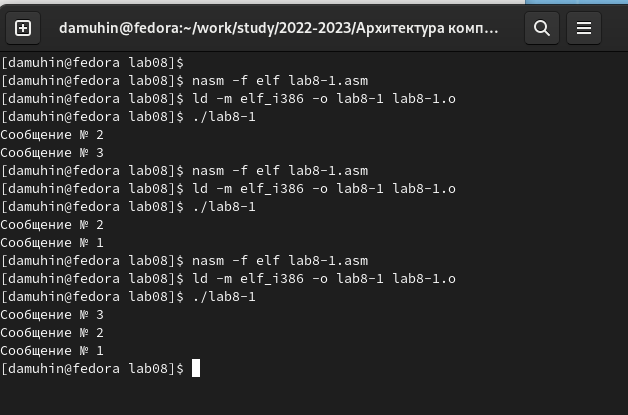 damuhin@fedora:~/work/study/2022-2023/Архитектура комп...
[damuhin@fedora lab08]$
[damuhin@fedora lab08]$ nasm -f elf lab8-1.asm
[damuhin@fedora lab08]$ ld -m elf_i386 -o lab8-1 lab8-1.o
[damuhin@fedora lab08]$ ./lab8-1
Сообщение № 2
Сообщение № 3
[damuhin@fedora lab08]$ nasm -f elf lab8-1.asm
[damuhin@fedora lab08]$ ld -m elf_i386 -o lab8-1 lab8-1.o
[damuhin@fedora lab08]$ ./lab8-1
Сообщение № 2
Сообщение № 1
[damuhin@fedora lab08]$ nasm -f elf lab8-1.asm
[damuhin@fedora lab08]$ ld -m elf_i386 -o lab8-1 lab8-1.o
[damuhin@fedora lab08]$ ./lab8-1
Сообщение № 3
Сообщение № 2
Сообщение № 1
[damuhin@fedora lab08]$